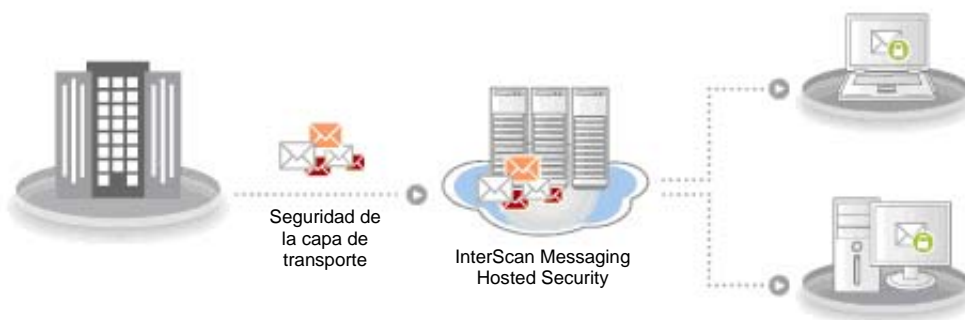 Seguridad de
la capa de
transporte
InterScan Messaging
Hosted Security